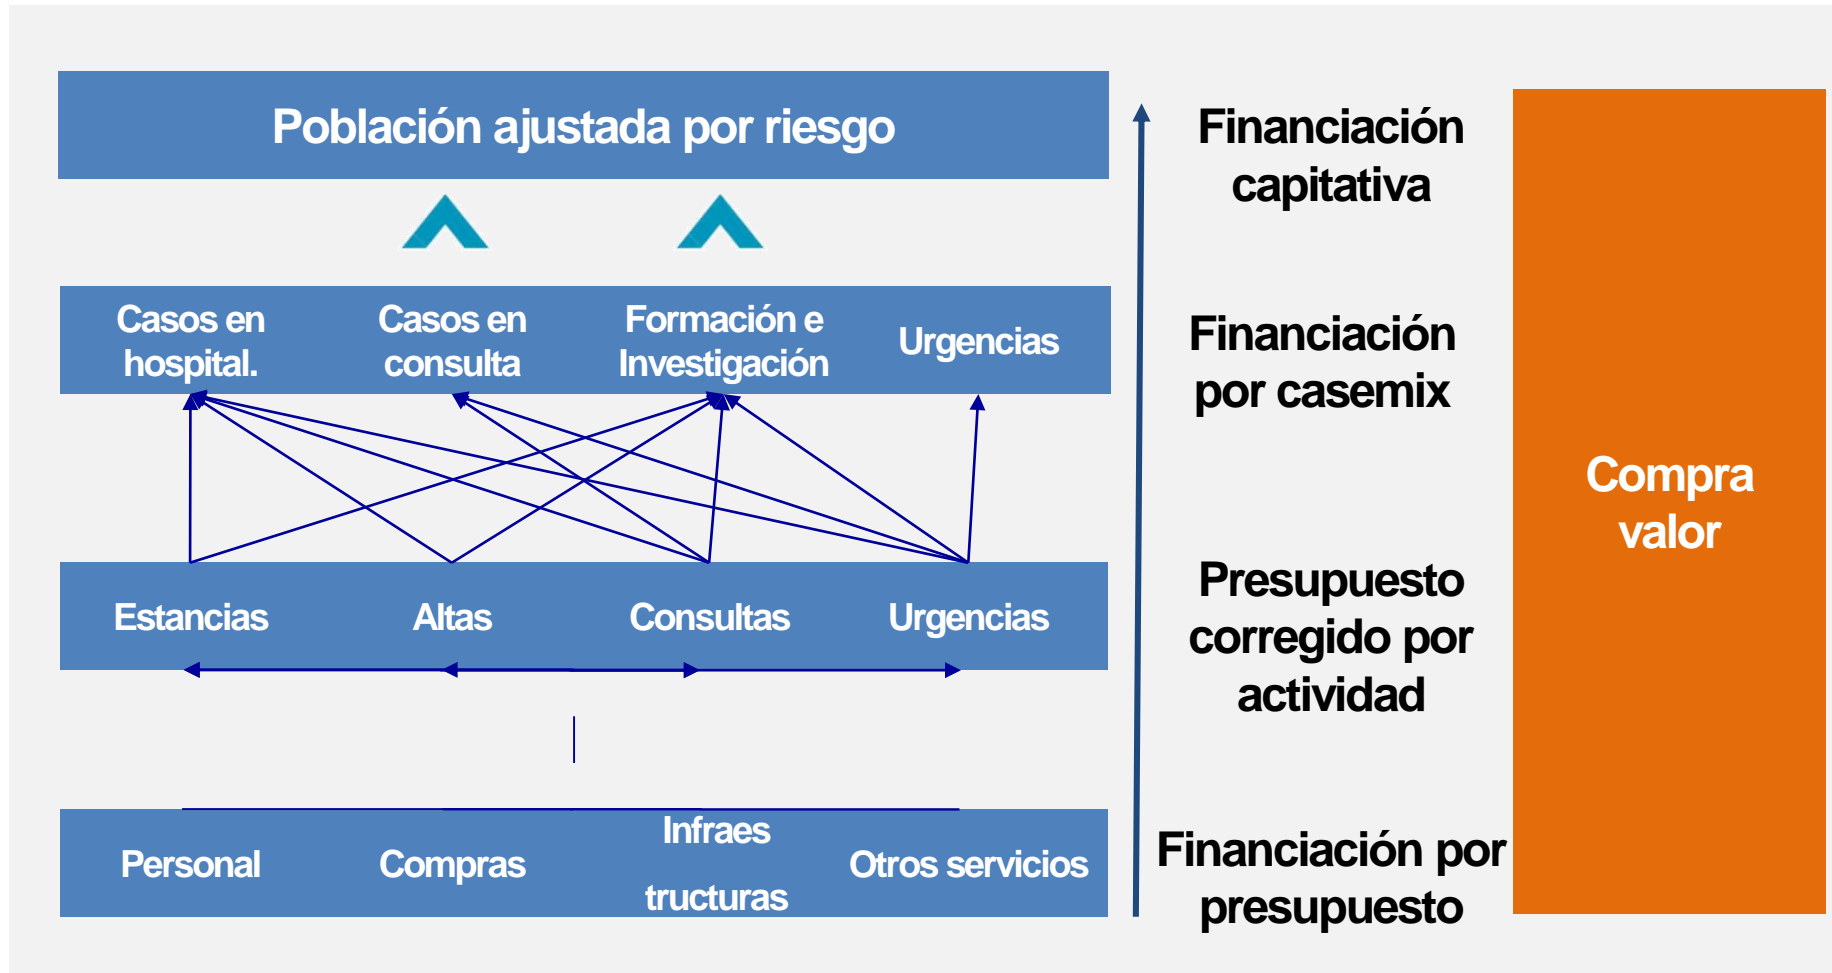 Población ajustada por riesgo
Financiación
capitativa
Casos en
hospital.
Casos en
consulta
Formación e
Investigación
Urgencias
Financiación
por casemix
Compra
valor
Estancias
Altas
Consultas
Urgencias
Presupuesto
corregido por
actividad
Personal
Compras
Infraes
tructuras
Otros servicios
Financiación por
presupuesto